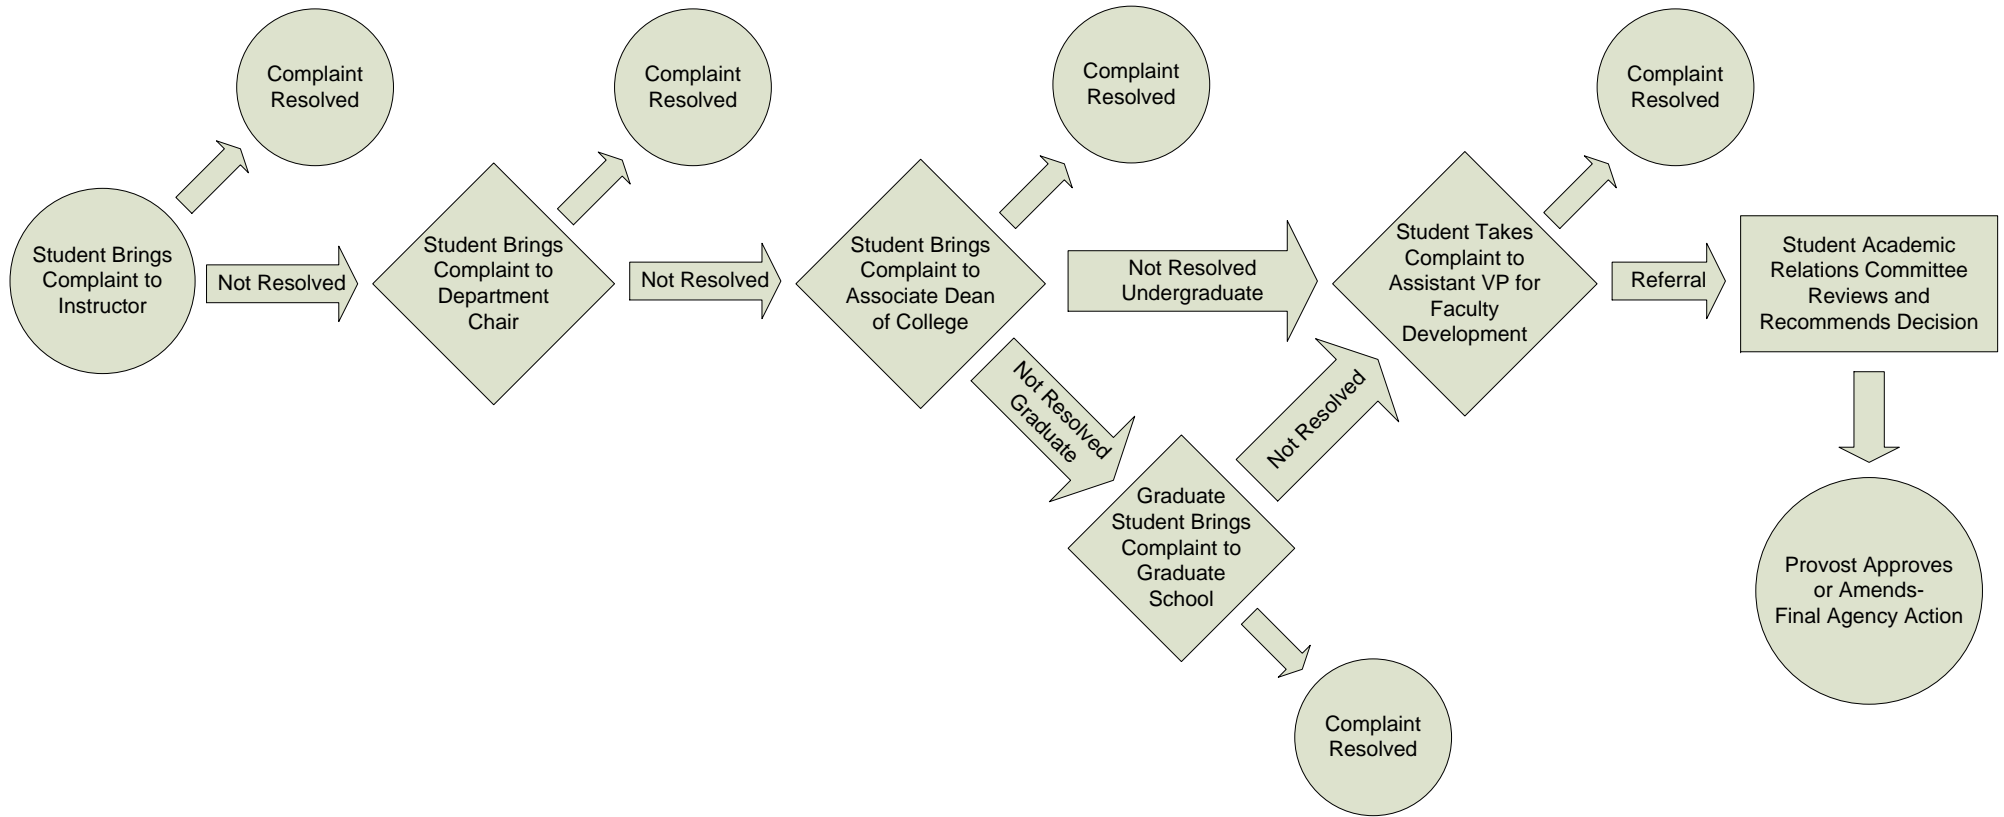 Complaint
Resolved
Complaint
Resolved
Complaint
Resolved
Complaint
Resolved
Student Brings
Complaint to
Instructor
Not Resolved
Student Brings
Complaint to
Department
Chair
Not Resolved
Student Brings
Complaint to
Associate Dean
of College
Not Resolved
Undergraduate
Student Takes
Complaint to
Assistant VP for
Faculty
Development
Referral
Student Academic
Relations Committee
Reviews and
Recommends Decision
Not Resolved
Graduate
Not Resolved
Graduate
Student Brings
Complaint to
Graduate
School
Provost Approves
or Amends-
Final Agency Action
Complaint
Resolved